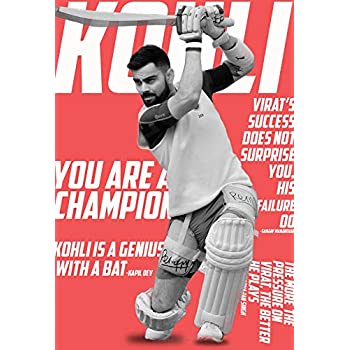 KOHLI
VIRAT'S
SUCCESS
DOES NOT
SURPRISE
YOU,
HIS
FAILURE
DO
YOU ARE A
CHAMPION
KOHLI IS A GENIUS
WITH A BAT -KAPIL DEV
THE MORE THE
PRESSURE ON
VIRAT, THE BETTER
HE PLAYS